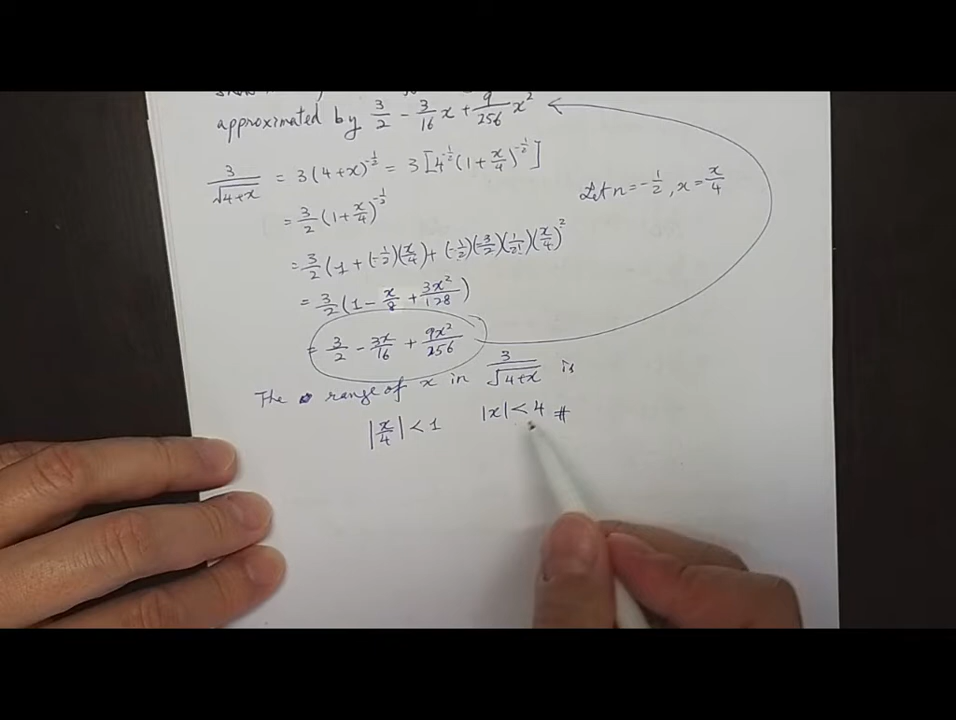 approximated by 3/2 - 3/16 x + 9/256 x²
3/√(4+x) = 3(4+x)^(-1/2) = 3[4^(-1/2)(1+x/4)^(-1/2)]
Let n = -1/2, x = x/4
= 3/2 (1+x/4)^(-1/2)
= 3/2 (1+(-1/2)(x/4)+(-1/2)(-3/2)(1/2!)(x/4)²
= 3/2 (1 - x/8 + 3x²/128)
= 3/2 - 3x/16 + 9x²/256
The range of x in 3/√(4+x) is
|x/4| < 1 |x| < 4 #